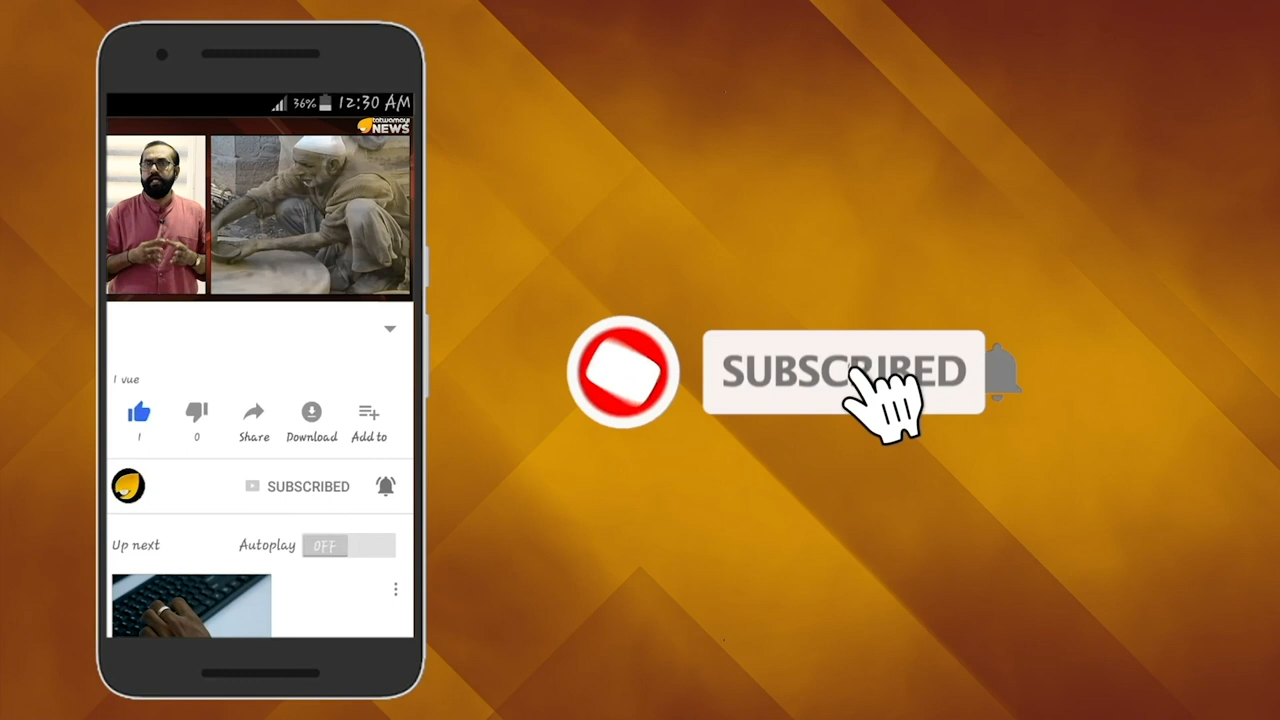 36% 12:30 AM
tatwamayi
NEWS
1 vue
1
0
Share
Download
Add to
SUBSCRIBED
Up next
Autoplay
OFF
SUBSCRIBED